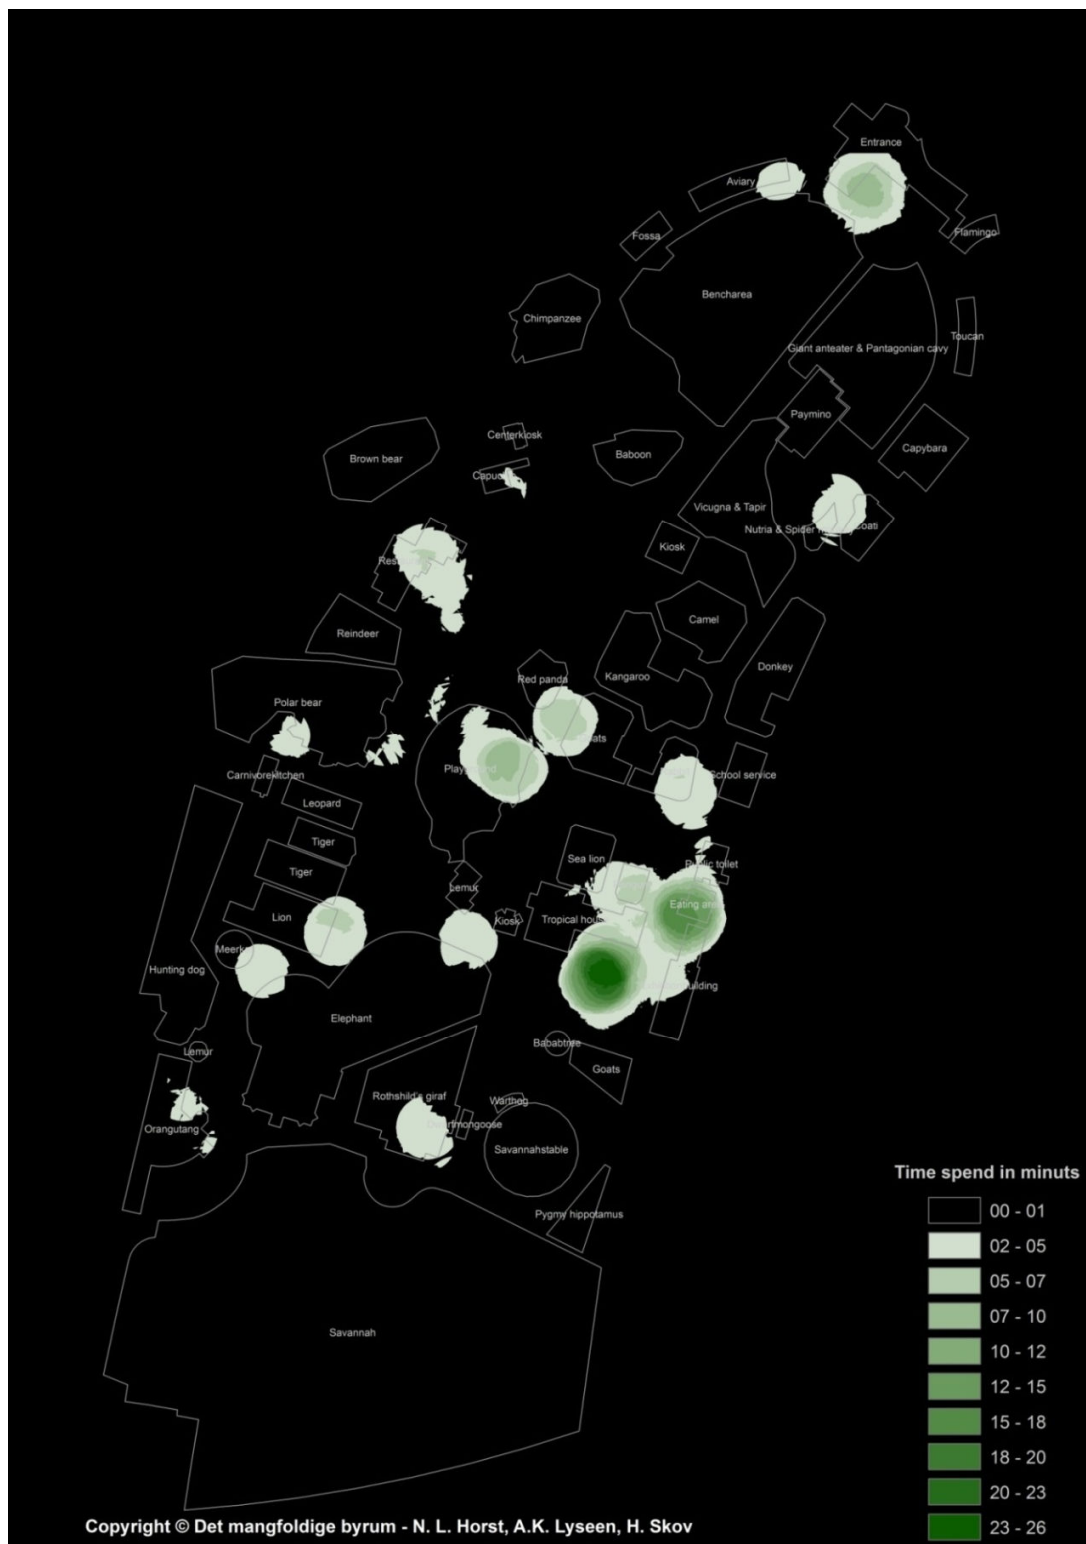 Entrance
Aviary
Flamingo
Fossa
Bencharea
Chimpanzee
Toucan
Giant anteater & Pantagonian cavy
Paymino
Centerkiosk
Capybara
Baboon
Brown bear
Vicugna & Tapir
Nutria & Spider
Kiosk
Camel
Reindeer
Donkey
Kangaroo
Red panda
Polar bear
Carnivorekitchen
School service
Leopard
Tiger
Sea lion
Public toilet
Tiger
Lemur
Eating area
Lion
Kiosk
Tropical house
Hunting dog
Elephant
Bababtree
Lemur
Goats
Rothshild's giraf
Warthog
Orangutang
Savannahstable
Pygmy hippotamus
Savannah
Time spend in minuts
00 - 01
02 - 05
05 - 07
07 - 10
10 - 12
12 - 15
15 - 18
18 - 20
20 - 23
23 - 26
Copyright © Det mangfoldige byrum - N. L. Horst, A.K. Lyseen, H. Skov